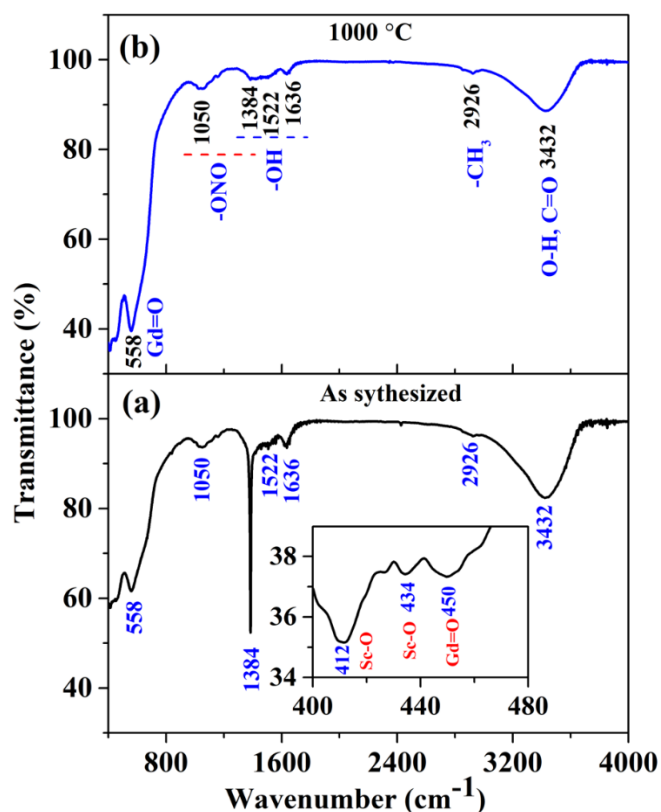 (b)
1000 °C
100
80
60
40
1050
1384
1522
1636
2926
3432
-ONO
-OH
-CH3
O-H, C=O
558
Gd=O
Transmittance (%)
(a)
As sythesized
100
80
60
40
558
1050
1384
1522
1636
2926
3432
38
36
34
412
Sc-O
434
Sc-O
450
Gd=O
400
440
480
800
1600
2400
3200
4000
Wavenumber (cm-1)